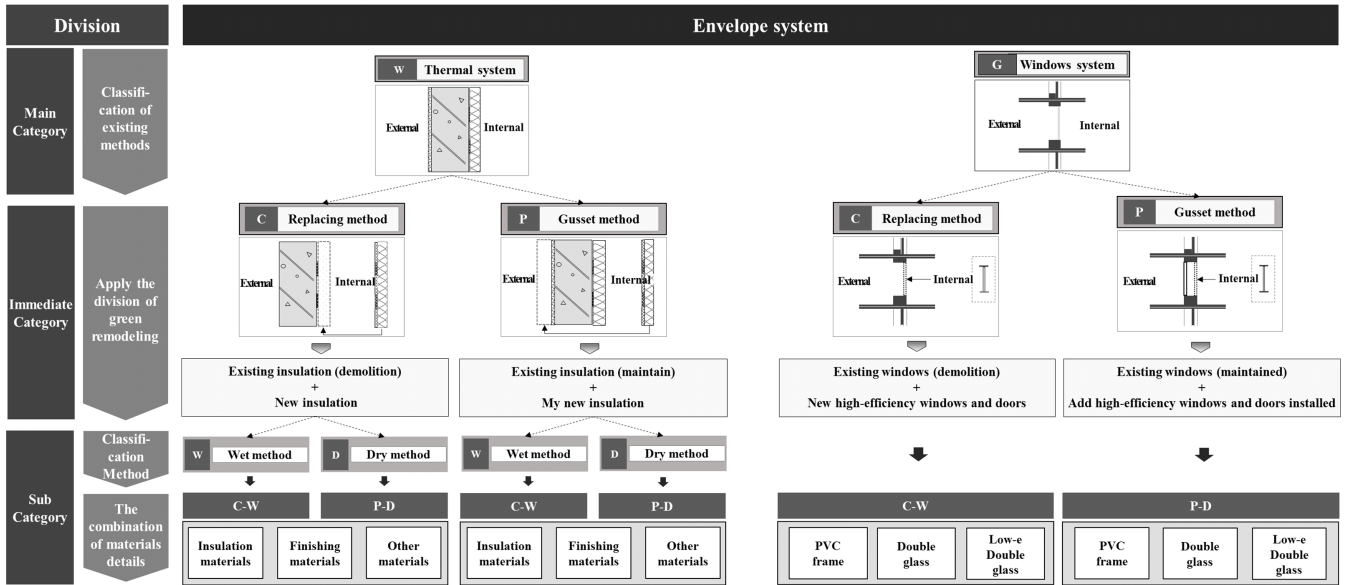 Division
Envelope system
Main
Category
Classifi-
cation of
existing
methods
W
Thermal system
External
Internal
G
Windows system
External
Internal
Immediate
Category
Apply the
division of
green
remodeling
C
Replacing method
External
Internal
P
Gusset method
External
Internal
C
Replacing method
External
Internal
P
Gusset method
External
Internal
Existing insulation (demolition)
+
New insulation
Existing insulation (maintain)
+
My new insulation
Existing windows (demolition)
+
New high-efficiency windows and doors
Existing windows (maintained)
+
Add high-efficiency windows and doors installed
Sub
Category
Classifi-
cation
Method
W
Wet method
D
Dry method
W
Wet method
D
Dry method
The
combination
of materials
details
C-W
P-D
C-W
P-D
C-W
P-D
Insulation
materials
Finishing
materials
Other
materials
Insulation
materials
Finishing
materials
Other
materials
PVC
frame
Double
glass
Low-e
Double
glass
PVC
frame
Double
glass
Low-e
Double
glass